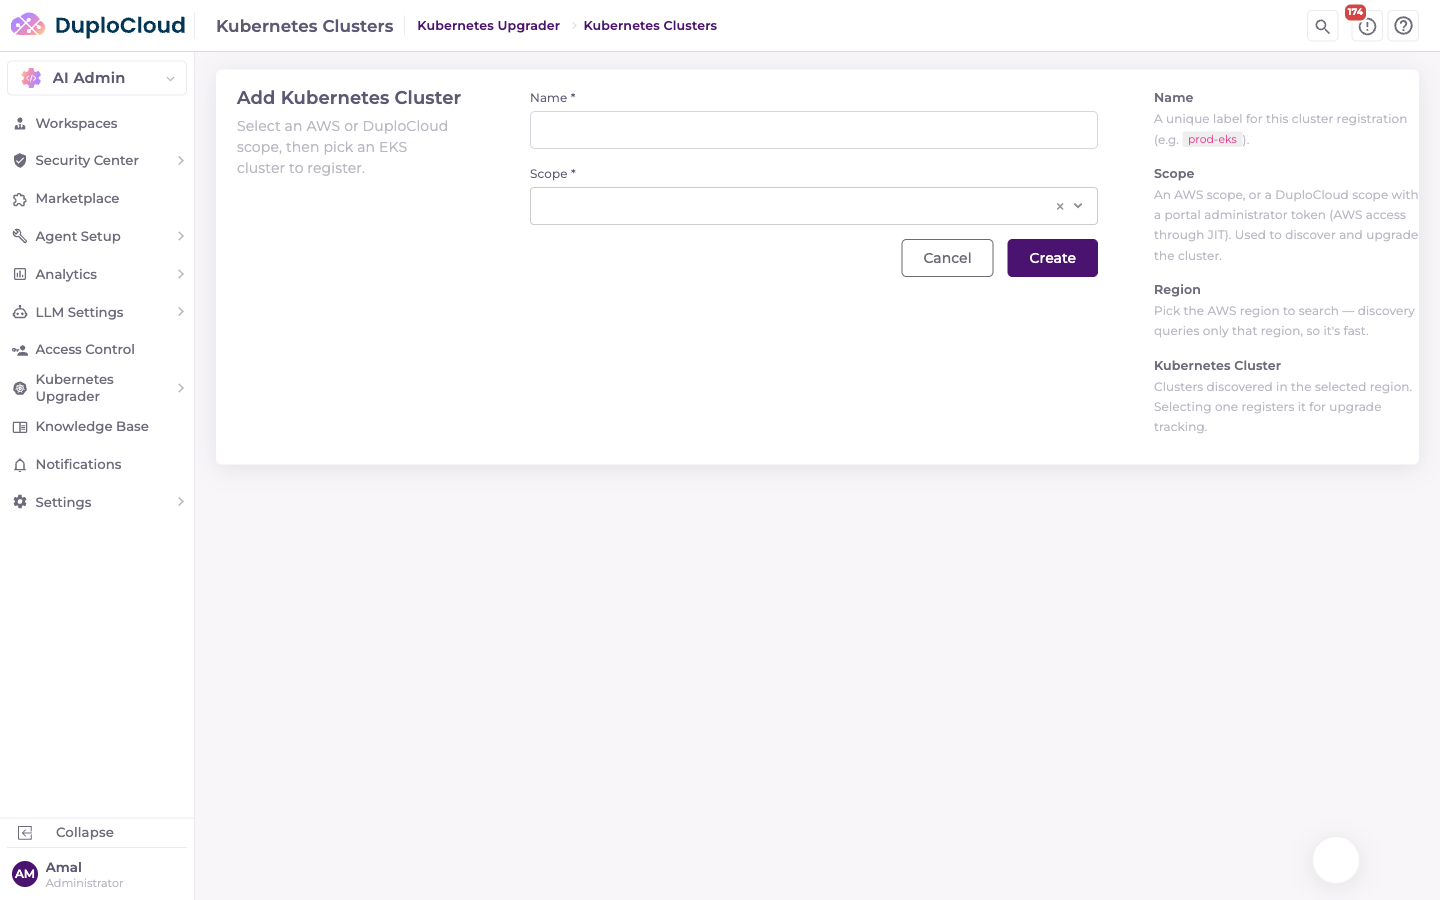 DuploCloud
Kubernetes Clusters
Kubernetes Upgrader
Kubernetes Clusters
174
AI Admin
Workspaces
Security Center
Marketplace
Agent Setup
Analytics
LLM Settings
Access Control
Kubernetes
Upgrader
Knowledge Base
Notifications
Settings
Collapse
AM
Amal
Administrator
Add Kubernetes Cluster
Select an AWS or DuploCloud
scope, then pick an EKS
cluster to register.
Name *
Scope *
Cancel
Create
Name
A unique label for this cluster registration
(e.g. prod-eks ).
Scope
An AWS scope, or a DuploCloud scope with
a portal administrator token (AWS access
through JIT). Used to discover and upgrade
the cluster.
Region
Pick the AWS region to search — discovery
queries only that region, so it's fast.
Kubernetes Cluster
Clusters discovered in the selected region.
Selecting one registers it for upgrade
tracking.